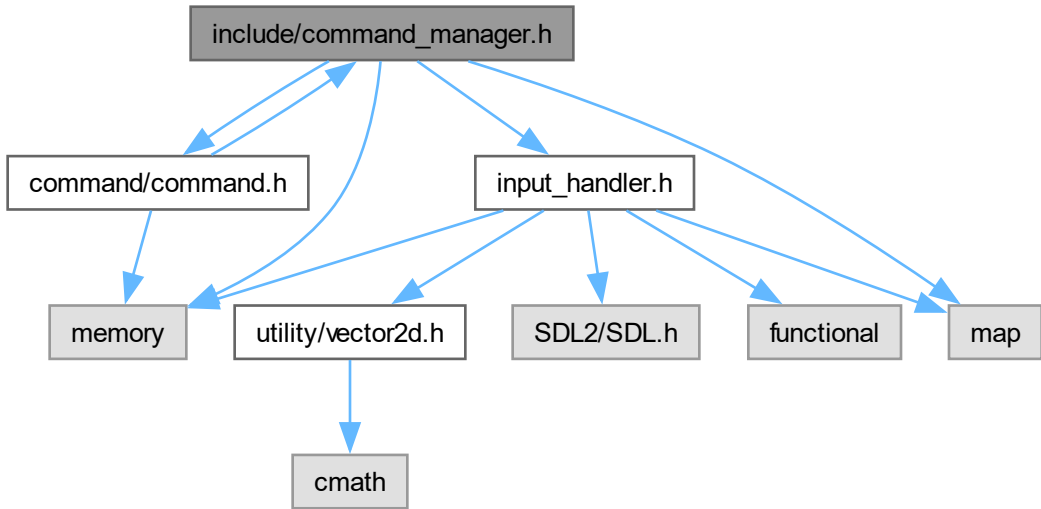 include/command_manager.h
command/command.h
input_handler.h
memory
utility/vector2d.h
SDL2/SDL.h
functional
map
cmath